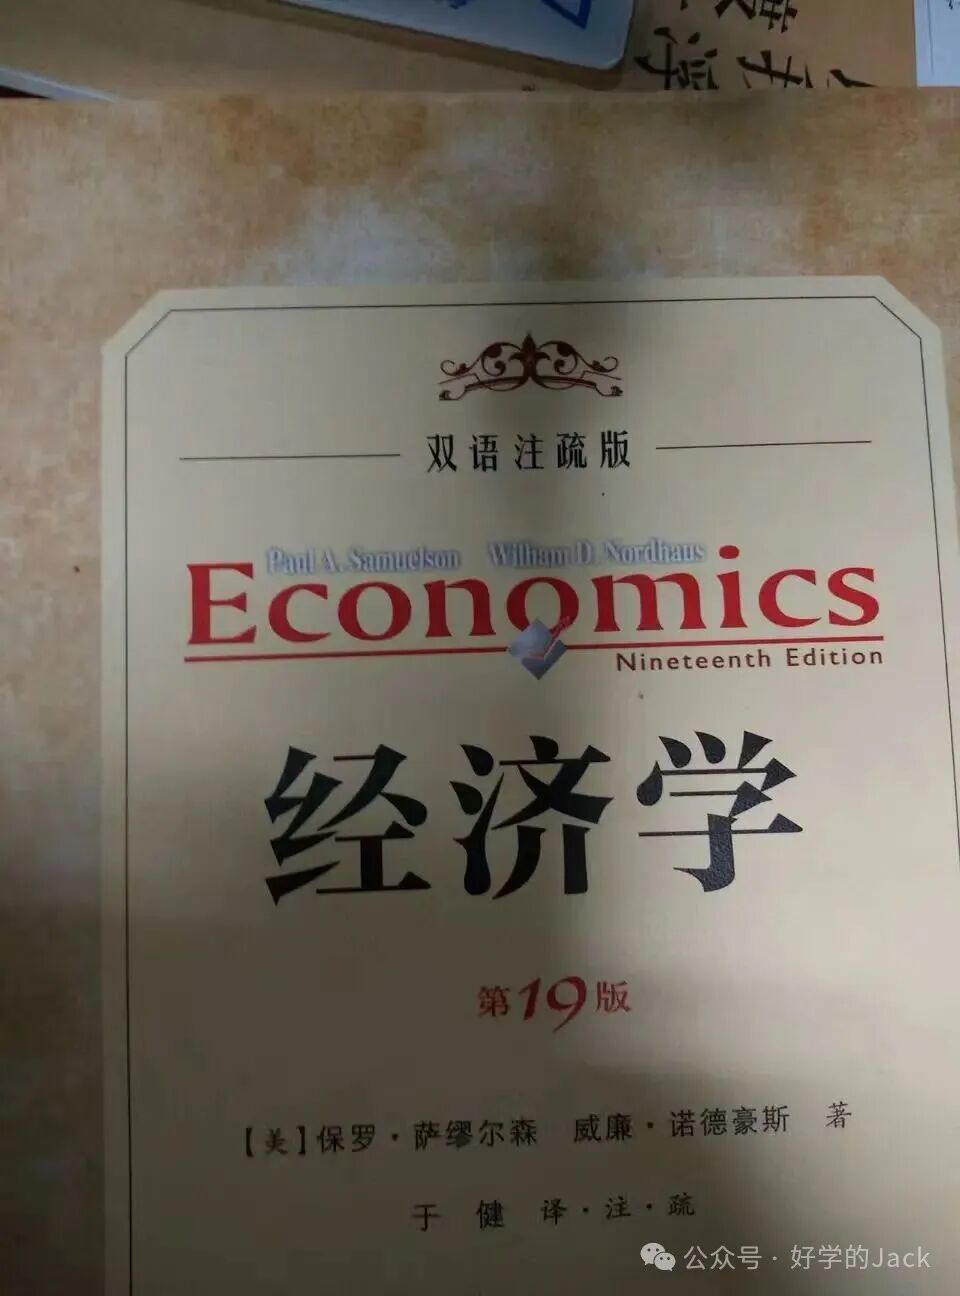 双语注疏版
Paul A. Samuelson William D. Nordhaus
Economics
Nineteenth Edition
经济学
第19版
【美】保罗·萨缪尔森 威廉·诺德豪斯 著
于 健 译·注·疏
公众号·好学的Jack